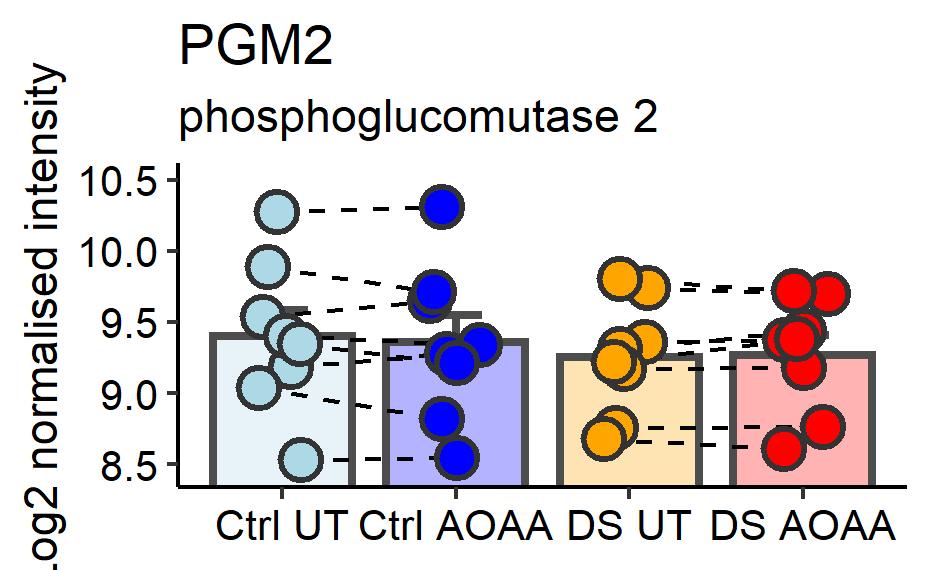 PGM2
phosphoglucomutase 2
.og2 normalised intensity
10.5
10.0
9.5
9.0
8.5
Ctrl UT Ctrl AOAA DS UT DS AOAA